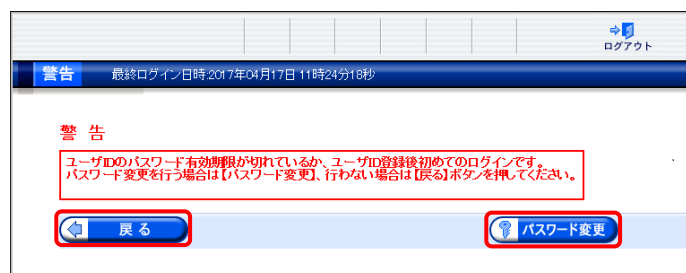 ログアウト
警告 最終ログイン日時:2017年04月17日 11時24分18秒
警 告
ユーザIDのパスワード有効期限が切れているか、ユーザID登録後初めてのログインです。
パスワード変更を行う場合は【パスワード変更】、行わない場合は【戻る】ボタンを押してください。
戻る パスワード変更